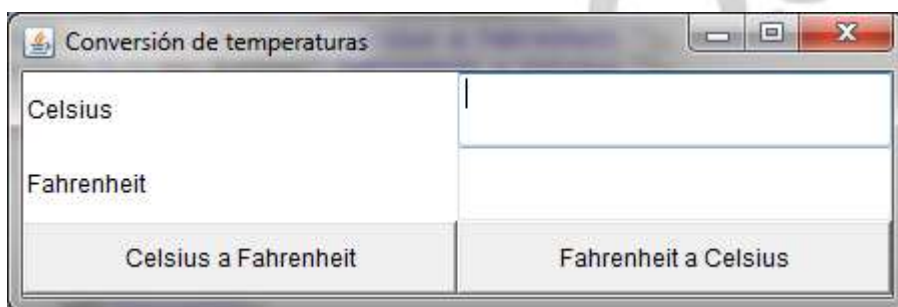 Conversión de temperaturas
Celsius
Fahrenheit
Celsius a Fahrenheit Fahrenheit a Celsius